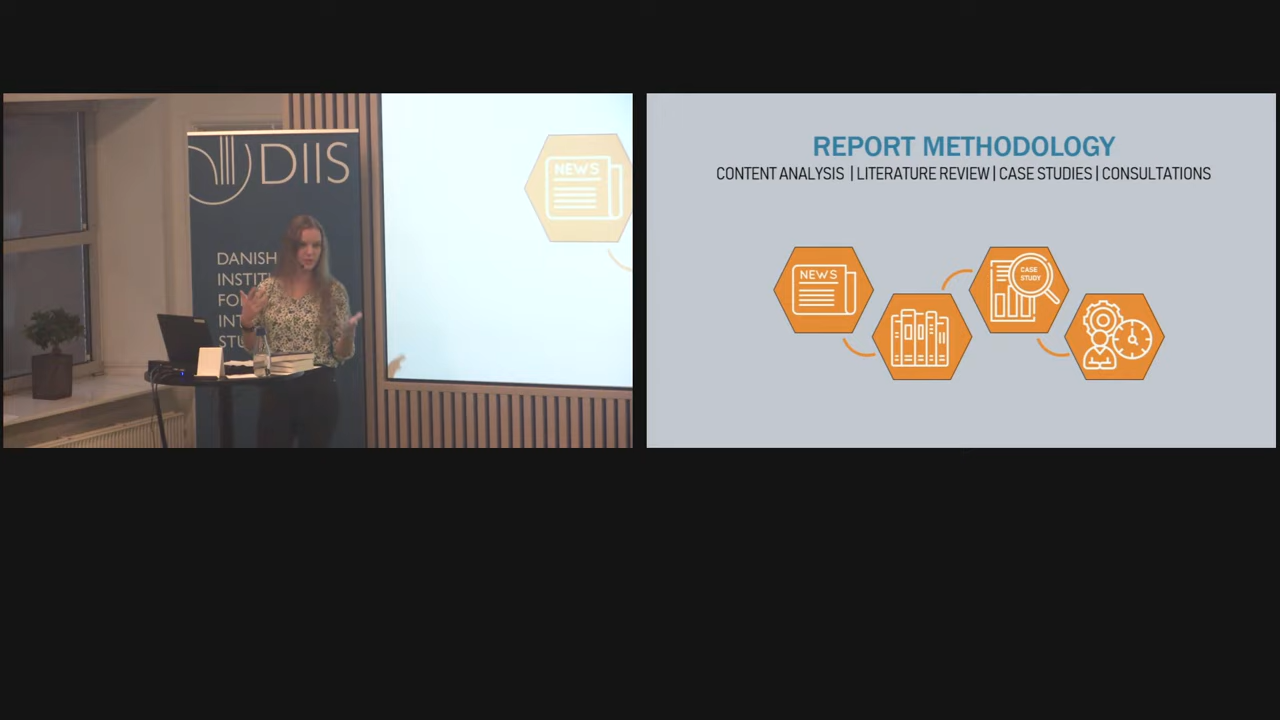 DIIS
DANISH
INSTIT
FO
INT
STU
NEWS
REPORT METHODOLOGY
CONTENT ANALYSIS | LITERATURE REVIEW | CASE STUDIES | CONSULTATIONS
NEWS
CASE
STUDY